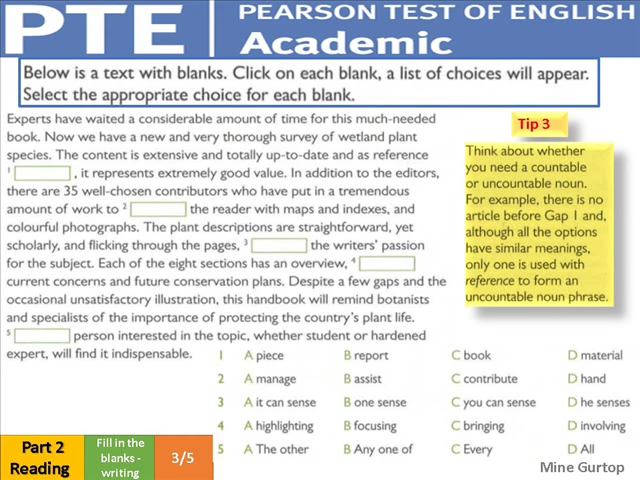 PTE PEARSON TEST OF ENGLISH
Academic
Below is a text with blanks. Click on each blank, a list of choices will appear.
Select the appropriate choice for each blank.
Experts have waited a considerable amount of time for this much-needed
book. Now we have a new and very thorough survey of wetland plant
species. The content is extensive and totally up-to-date and as reference
1 , it represents extremely good value. In addition to the editors,
there are 35 well-chosen contributors who have put in a tremendous
amount of work to 2 the reader with maps and indexes, and
colourful photographs. The plant descriptions are straightforward, yet
scholarly, and flicking through the pages, 3 the writers' passion
for the subject. Each of the eight sections has an overview, 4
current concerns and future conservation plans. Despite a few gaps and the
occasional unsatisfactory illustration, this handbook will remind botanists
and specialists of the importance of protecting the country's plant life.
5 person interested in the topic, whether student or hardened
expert, will find it indispensable.
Tip 3
Think about whether
you need a countable
or uncountable noun.
For example, there is no
article before Gap 1 and,
although all the options
have similar meanings,
only one is used with
reference to form an
uncountable noun phrase.
1 A piece B report C book D material
2 A manage B assist C contribute D hand
3 A it can sense B one sense C you can sense D he senses
4 A highlighting B focusing C bringing D involving
5 A The other B Any one of C Every D All
Part 2
Reading
Fill in the
blanks -
writing
3/5
Mine Gurtop